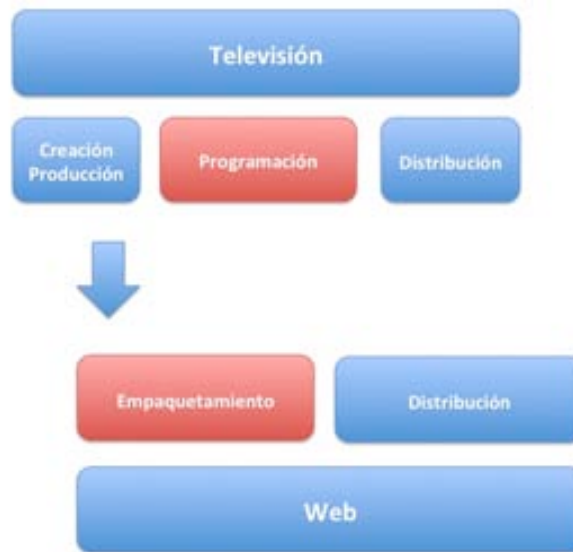 Televisión
Creación
Producción
Programación
Distribución
Empaquetamiento
Distribución
Web